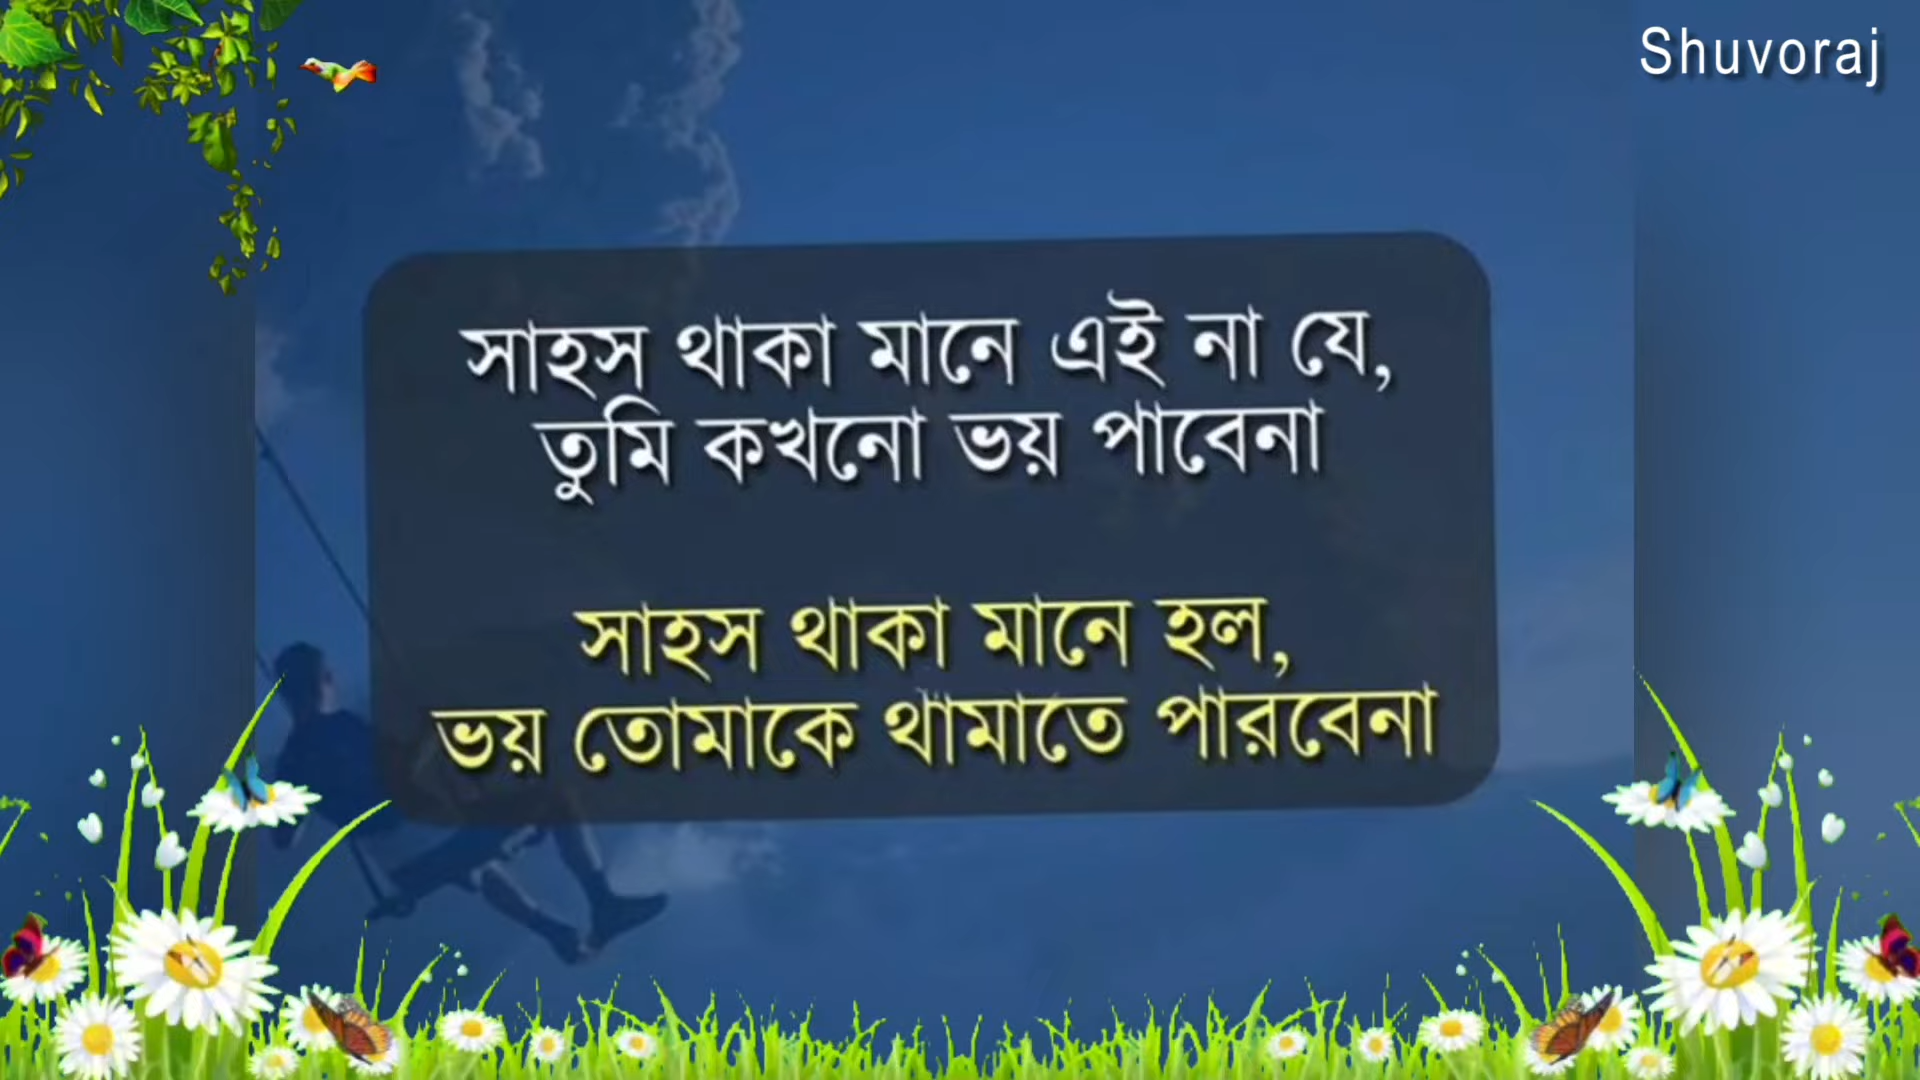 Shuvoraj
সাহস থাকা মানে এই না যে,
তুমি কখনো ভয় পাবেনা
সাহস থাকা মানে হল,
ভয় তোমাকে থামাতে পারবেনা